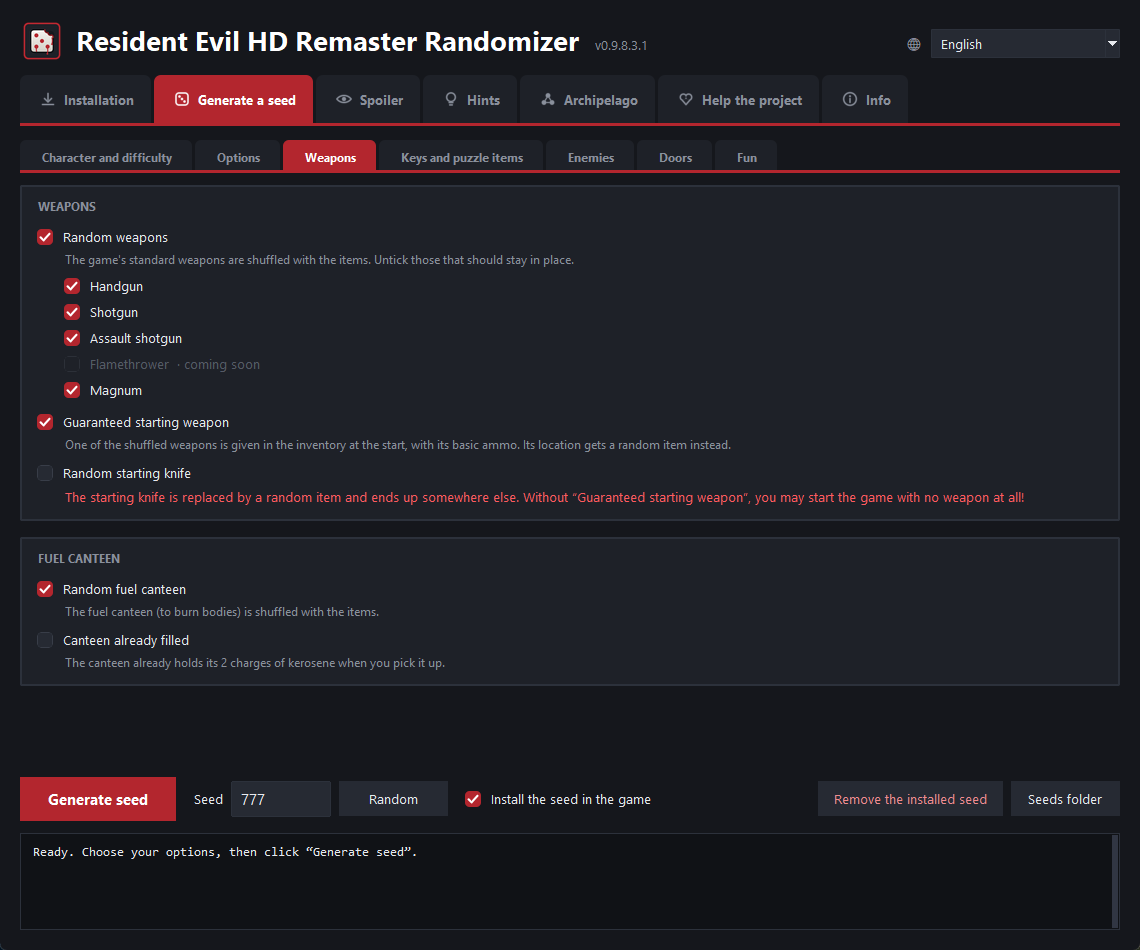 Resident Evil HD Remaster Randomizer v0.9.8.3.1
English
Installation
Generate a seed
Spoiler
Hints
Archipelago
Help the project
Info
Character and difficulty
Options
Weapons
Keys and puzzle items
Enemies
Doors
Fun
WEAPONS
Random weapons
The game's standard weapons are shuffled with the items. Untick those that should stay in place.
Handgun
Shotgun
Assault shotgun
Flamethrower · coming soon
Magnum
Guaranteed starting weapon
One of the shuffled weapons is given in the inventory at the start, with its basic ammo. Its location gets a random item instead.
Random starting knife
The starting knife is replaced by a random item and ends up somewhere else. Without “Guaranteed starting weapon”, you may start the game with no weapon at all!
FUEL CANTEEN
Random fuel canteen
The fuel canteen (to burn bodies) is shuffled with the items.
Canteen already filled
The canteen already holds its 2 charges of kerosene when you pick it up.
Generate seed
Seed
777
Random
Install the seed in the game
Remove the installed seed
Seeds folder
Ready. Choose your options, then click “Generate seed”.